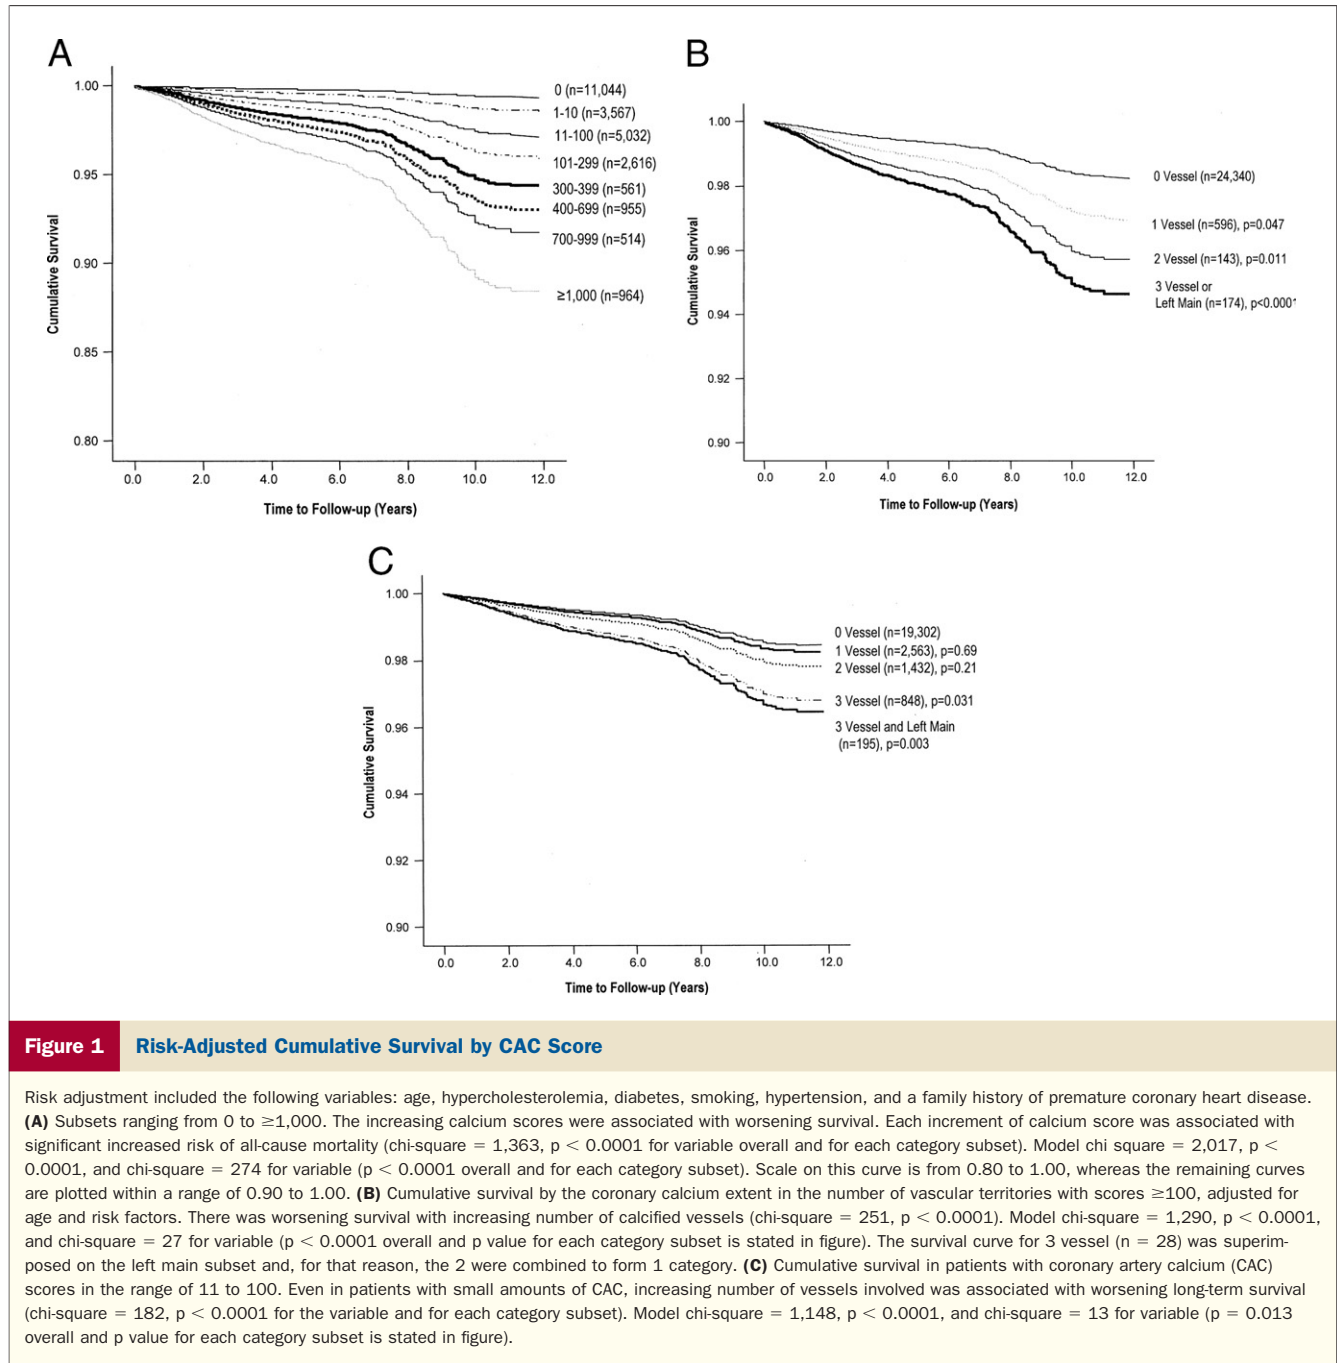 A
1.00
0.95
0.90
0.85
0.80
Cumulative Survival
0 (n=11,044)
1-10 (n=3,567)
11-100 (n=5,032)
101-299 (n=2,616)
300-399 (n=561)
400-699 (n=955)
700-999 (n=514)
≥1,000 (n=964)
0.0 2.0 4.0 6.0 8.0 10.0 12.0
Time to Follow-up (Years)
B
1.00
0.98
0.96
0.94
0.92
0.90
Cumulative Survival
0 Vessel (n=24,340)
1 Vessel (n=596), p=0.047
2 Vessel (n=143), p=0.011
3 Vessel or
Left Main (n=174), p<0.000
0.0 2.0 4.0 6.0 8.0 10.0 12.0
Time to Follow-up (Years)
C
1.00
0.98
0.96
0.94
0.92
0.90
Cumulative Survival
0 Vessel (n=19,302)
1 Vessel (n=2,563), p=0.69
2 Vessel (n=1,432), p=0.21
3 Vessel (n=848), p=0.031
3 Vessel and Left Main
(n=195), p=0.003
0.0 2.0 4.0 6.0 8.0 10.0 12.0
Time to Follow-up (Years)
Figure 1 Risk-Adjusted Cumulative Survival by CAC Score
Risk adjustment included the following variables: age, hypercholesterolemia, diabetes, smoking, hypertension, and a family history of premature coronary heart disease.
(A) Subsets ranging from 0 to ≥1,000. The increasing calcium scores were associated with worsening survival. Each increment of calcium score was associated with
significant increased risk of all-cause mortality (chi-square = 1,363, p < 0.0001 for variable overall and for each category subset). Model chi square = 2,017, p <
0.0001, and chi-square = 274 for variable (p < 0.0001 overall and for each category subset). Scale on this curve is from 0.80 to 1.00, whereas the remaining curves
are plotted within a range of 0.90 to 1.00. (B) Cumulative survival by the coronary calcium extent in the number of vascular territories with scores ≥100, adjusted for
age and risk factors. There was worsening survival with increasing number of calcified vessels (chi-square = 251, p < 0.0001). Model chi-square = 1,290, p < 0.0001,
and chi-square = 27 for variable (p < 0.0001 overall and p value for each category subset is stated in figure). The survival curve for 3 vessel (n = 28) was superim-
posed on the left main subset and, for that reason, the 2 were combined to form 1 category. (C) Cumulative survival in patients with coronary artery calcium (CAC)
scores in the range of 11 to 100. Even in patients with small amounts of CAC, increasing number of vessels involved was associated with worsening long-term survival
(chi-square = 182, p < 0.0001 for the variable and for each category subset). Model chi-square = 1,148, p < 0.0001, and chi-square = 13 for variable (p = 0.013
overall and p value for each category subset is stated in figure).